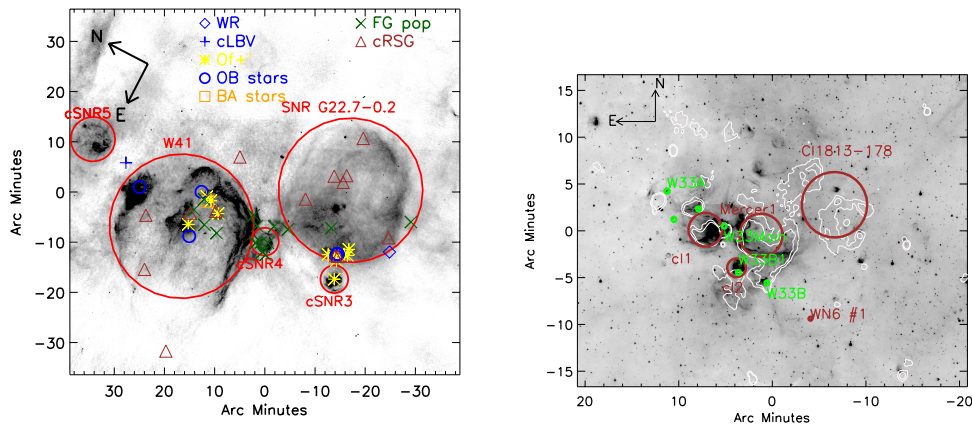 WR
cLBV
Of+
OB stars
BA stars
FG pop
cRSG
N
E
cSNR5
W41
SNR G22.7-0.2
cSNR4
cSNR3
30
20
10
0
-10
-20
-30
Arc Minutes
30
20
10
0
-10
-20
-30
Arc Minutes
N
E
Cl1813-178
W33A
Mercer1
cl1
W33B1
cl2
W33B
WN6 #1
15
10
5
0
-5
-10
-15
Arc Minutes
20
10
0
-10
-20
Arc Minutes